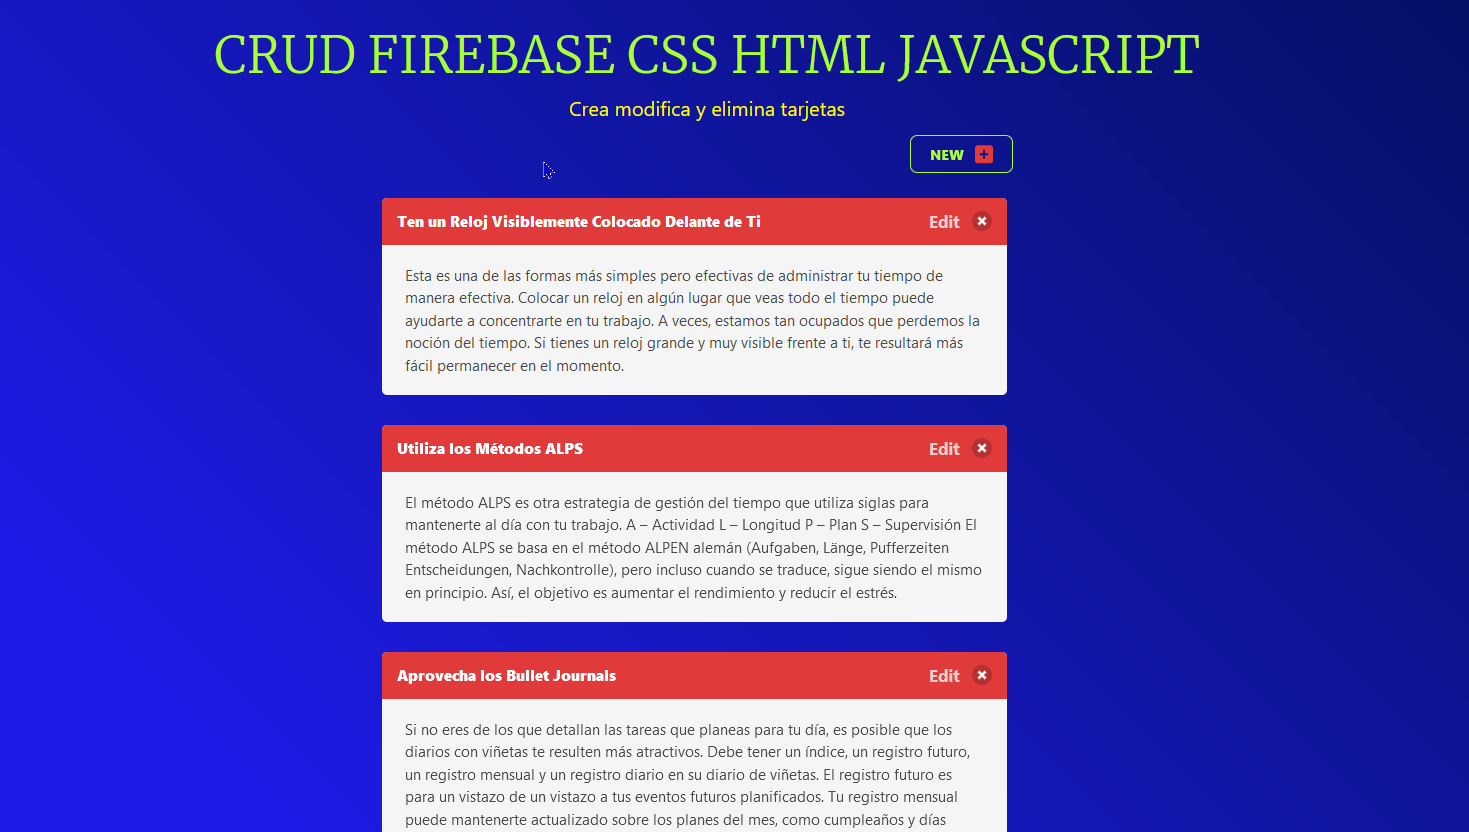 CRUD FIREBASE CSS HTML JAVASCRIPT
Crea modifica y elimina tarjetas
NEW
Ten un Reloj Visiblemente Colocado Delante de Ti
Edit
Esta es una de las formas más simples pero efectivas de administrar tu tiempo de
manera efectiva. Colocar un reloj en algún lugar que veas todo el tiempo puede
ayudarte a concentrarte en tu trabajo. A veces, estamos tan ocupados que perdemos la
noción del tiempo. Si tienes un reloj grande y muy visible frente a ti, te resultará más
fácil permanecer en el momento.
Utiliza los Métodos ALPS
Edit
El método ALPS es otra estrategia de gestión del tiempo que utiliza siglas para
mantenerte al día con tu trabajo. A – Actividad L – Longitud P – Plan S – Supervisión El
método ALPS se basa en el método ALPEN alemán (Aufgaben, Länge, Pufferzeiten
Entscheidungen, Nachkontrolle), pero incluso cuando se traduce, sigue siendo el mismo
en principio. Así, el objetivo es aumentar el rendimiento y reducir el estrés.
Aprovecha los Bullet Journals
Edit
Si no eres de los que detallan las tareas que planeas para tu día, es posible que los
diarios con viñetas te resulten más atractivos. Debe tener un índice, un registro futuro,
un registro mensual y un registro diario en su diario de viñetas. El registro futuro es
para un vistazo de un vistazo a tus eventos futuros planificados. Tu registro mensual
puede mantenerte actualizado sobre los planes del mes, como cumpleaños y días